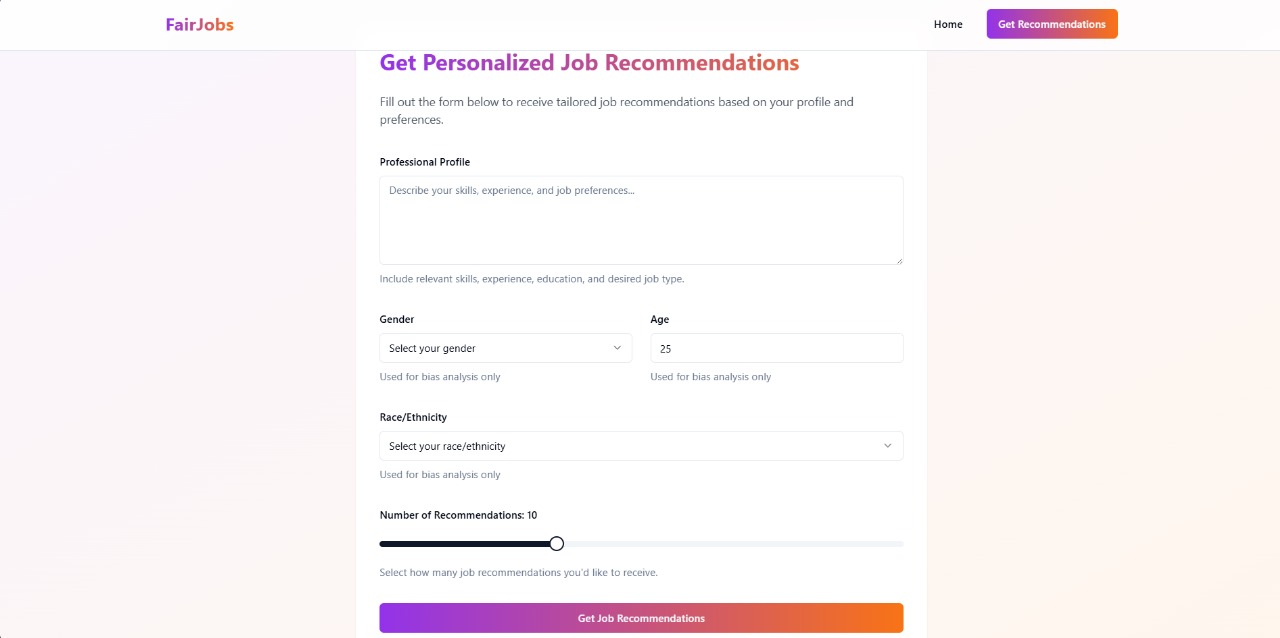 FairJobs
Home
Get Recommendations
Get Personalized Job Recommendations
Fill out the form below to receive tailored job recommendations based on your profile and
preferences.
Professional Profile
Describe your skills, experience, and job preferences...
Include relevant skills, experience, education, and desired job type.
Gender
Age
Select your gender
25
Used for bias analysis only
Used for bias analysis only
Race/Ethnicity
Select your race/ethnicity
Used for bias analysis only
Number of Recommendations: 10
Select how many job recommendations you'd like to receive.
Get Job Recommendations